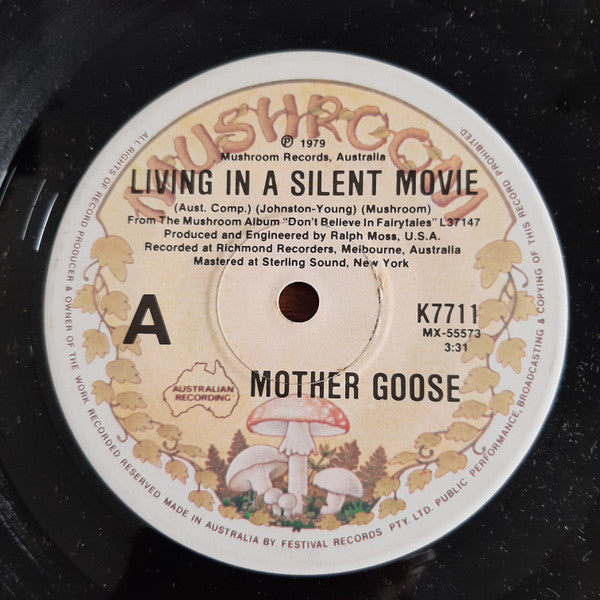 MUSHROOM
℗ 1979
Mushroom Records, Australia
LIVING IN A SILENT MOVIE
(Aust. Comp.) (Johnston-Young) (Mushroom)
From The Mushroom Album "Don't Believe In Fairytales" L37147
Produced and Engineered by Ralph Moss, U.S.A.
Recorded at Richmond Recorders, Melbourne, Australia
Mastered at Sterling Sound, New York
A
K7711
MX-55573
3:31
AUSTRALIAN
RECORDING
MOTHER GOOSE
ALL RIGHTS OF RECORD PRODUCER & OWNER OF THE WORK RECORDED RESERVED MADE IN AUSTRALIA BY FESTIVAL RECORDS PTY. LTD. PUBLIC PERFORMANCE, BROADCASTING & COPYING OF THIS RECORD PROHIBITED